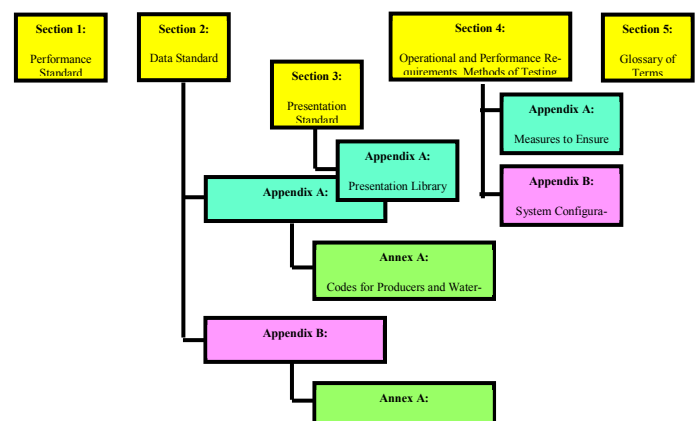 Section 1:
Performance
Standard
Section 2:
Data Standard
Section 3:
Presentation
Standard
Section 4:
Operational and Performance Re-
quirements, Methods of Testing
Section 5:
Glossary of
Terms
Appendix A:
Measures to Ensure
Appendix A:
Presentation Library
Appendix B:
System Configura-
Appendix A:
Annex A:
Codes for Producers and Water-
Appendix B:
Annex A: